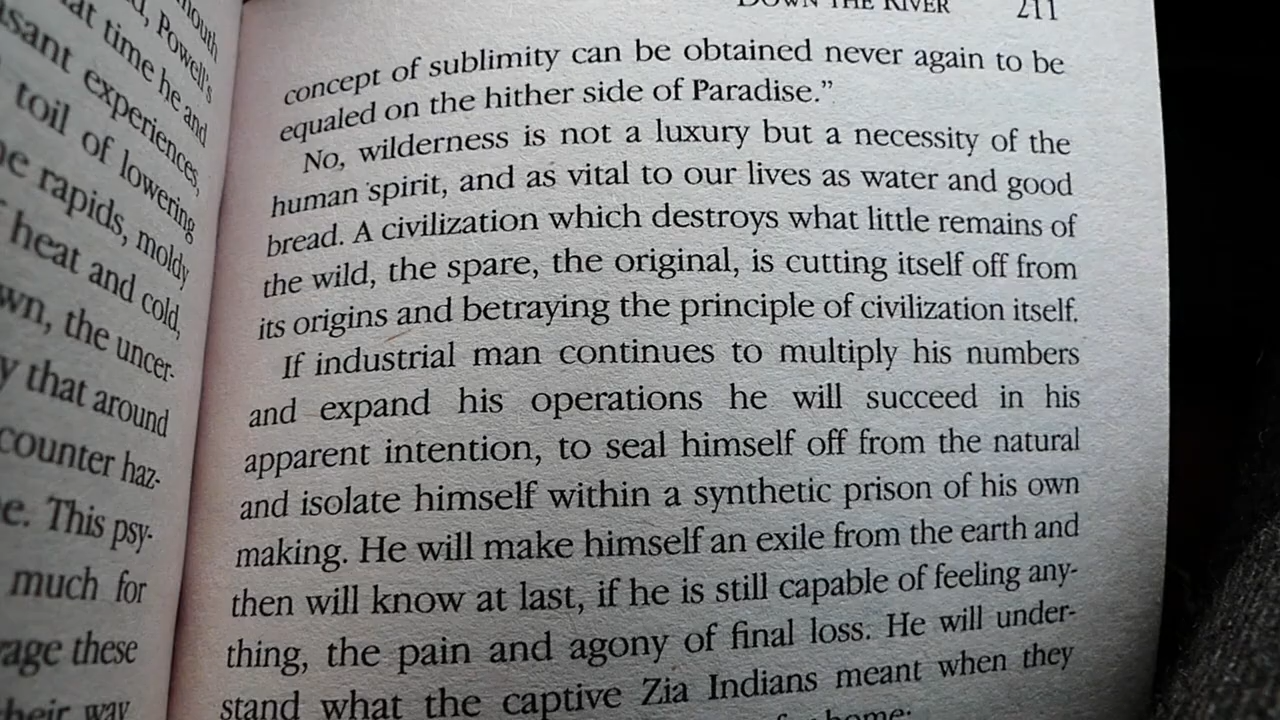 mouth
Powell's
at time he and
experiences,
toil of lowering
rapids, moldy
heat and cold,
the uncer-
that around
counter haz-
This psy-
much for
these
way
DOWN THE RIVER 211
concept of sublimity can be obtained never again to be
equaled on the hither side of Paradise.”
No, wilderness is not a luxury but a necessity of the
human spirit, and as vital to our lives as water and good
bread. A civilization which destroys what little remains of
the wild, the spare, the original, is cutting itself off from
its origins and betraying the principle of civilization itself.
If industrial man continues to multiply his numbers
and expand his operations he will succeed in his
apparent intention, to seal himself off from the natural
and isolate himself within a synthetic prison of his own
making. He will make himself an exile from the earth and
then will know at last, if he is still capable of feeling any-
thing, the pain and agony of final loss. He will under-
stand what the captive Zia Indians meant when they
home: